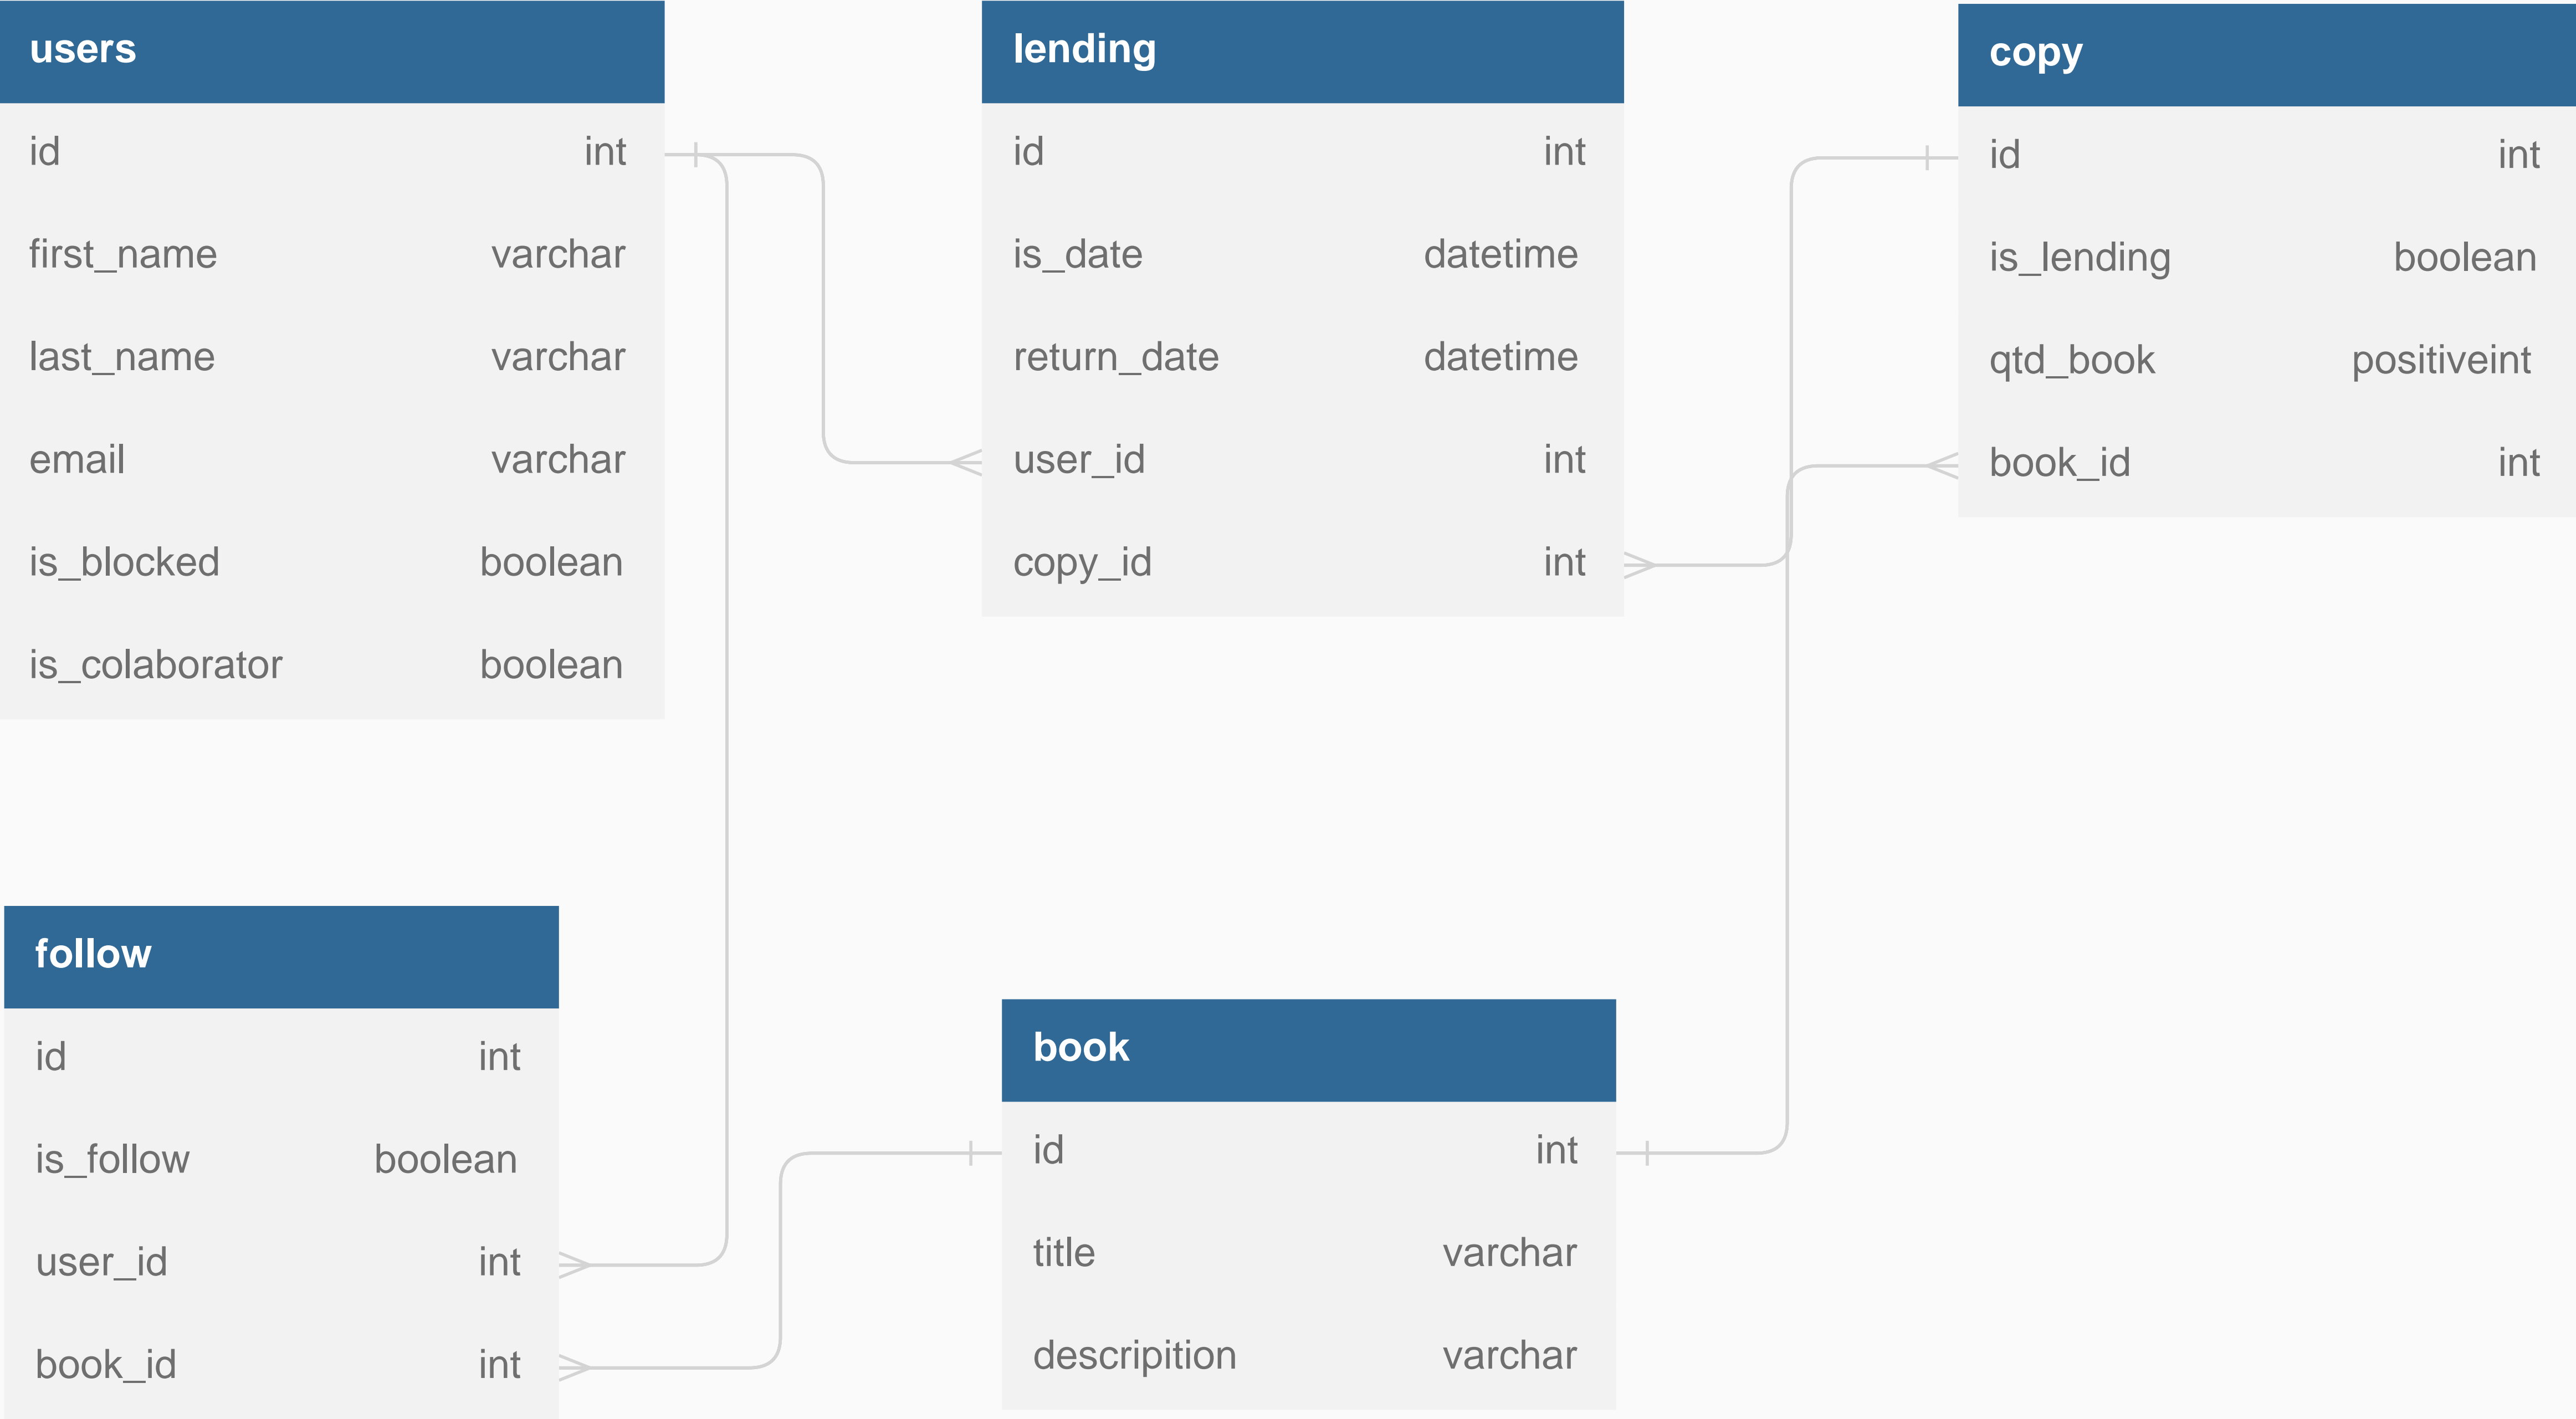 users
id int
first_name varchar
last_name varchar
email varchar
is_blocked boolean
is_colaborator boolean
lending
id int
is_date datetime
return_date datetime
user_id int
copy_id int
copy
id int
is_lending boolean
qtd_book positiveint
book_id int
follow
id int
is_follow boolean
user_id int
book_id int
book
id int
title varchar
descripition varchar